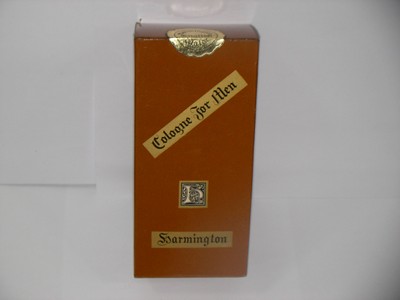 Cologne For Men
H
Harmington